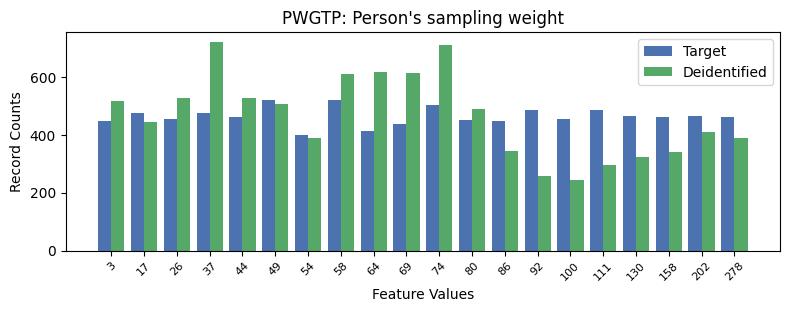 PWGTP: Person's sampling weight
Record Counts
600
400
200
0
Target
Deidentified
3 17 26 37 44 49 54 58 64 69 74 80 86 92 100 111 130 158 202 278
Feature Values